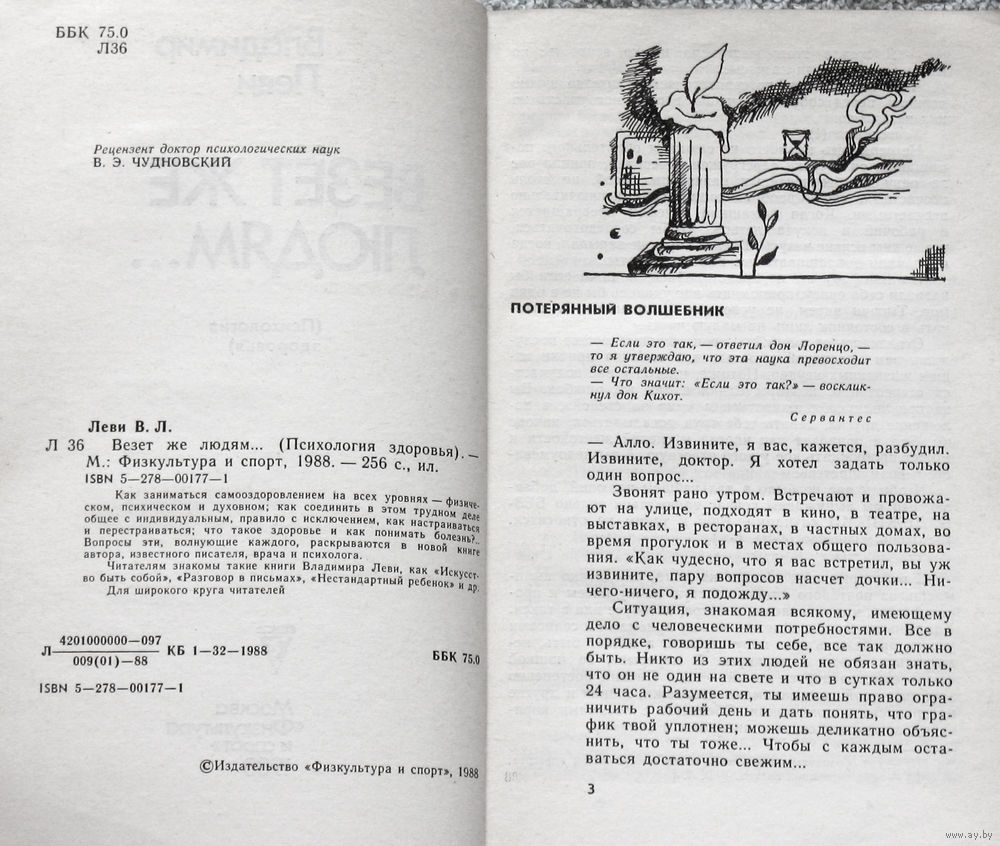 ББК 75.0
Л36
Рецензент доктор психологических наук
В. Э. ЧУДНОВСКИЙ
Леви В. Л.
Л 36 Везет же людям... (Психология здоровья). —
М.: Физкультура и спорт, 1988. — 256 с., ил.
ISBN 5—278—00177—1
Как заниматься самооздоровлением на всех уровнях — физиче-
ском, психическом и духовном; как соединить в этом трудном деле
общее с индивидуальным, правило с исключением, как настраиваться
и перестраиваться; что такое здоровье и как понимать болезнь?..
Вопросы эти, волнующие каждого, раскрываются в новой книге
автора, известного писателя, врача и психолога.
Читателям знакомы такие книги Владимира Леви, как «Искусст-
во быть собой», «Разговор в письмах», «Нестандартный ребенок» и др.
Для широкого круга читателей
Л 4201000000—097
009(01)—88 КБ 1—32—1988
ББК 75.0
ISBN 5—278—00177—1
©Издательство «Физкультура и спорт», 1988
ПОТЕРЯННЫЙ ВОЛШЕБНИК
— Если это так, — ответил дон Лоренцо, —
то я утверждаю, что эта наука превосходит
все остальные.
— Что значит: «Если это так?» — восклик-
нул дон Кихот.
Сервантес
— Алло. Извините, я вас, кажется, разбудил.
Извините, доктор. Я хотел задать только
один вопрос...
Звонят рано утром. Встречают и провожа-
ют на улице, подходят в кино, в театре, на
выставках, в ресторанах, в частных домах, во
время прогулок и в местах общего пользова-
ния. «Как чудесно, что я вас встретил, вы уж
извините, пару вопросов насчет дочки... Ни-
чего-ничего, я подожду...»
Ситуация, знакомая всякому, имеющему
дело с человеческими потребностями. Все в
порядке, говоришь ты себе, все так должно
быть. Никто из этих людей не обязан знать,
что он не один на свете и что в сутках только
24 часа. Разумеется, ты имеешь право огра-
ничить рабочий день и дать понять, что гра-
фик твой уплотнен; можешь деликатно объяс-
нить, что ты тоже... Чтобы с каждым оста-
ваться достаточно свежим...
3
www.ay.by